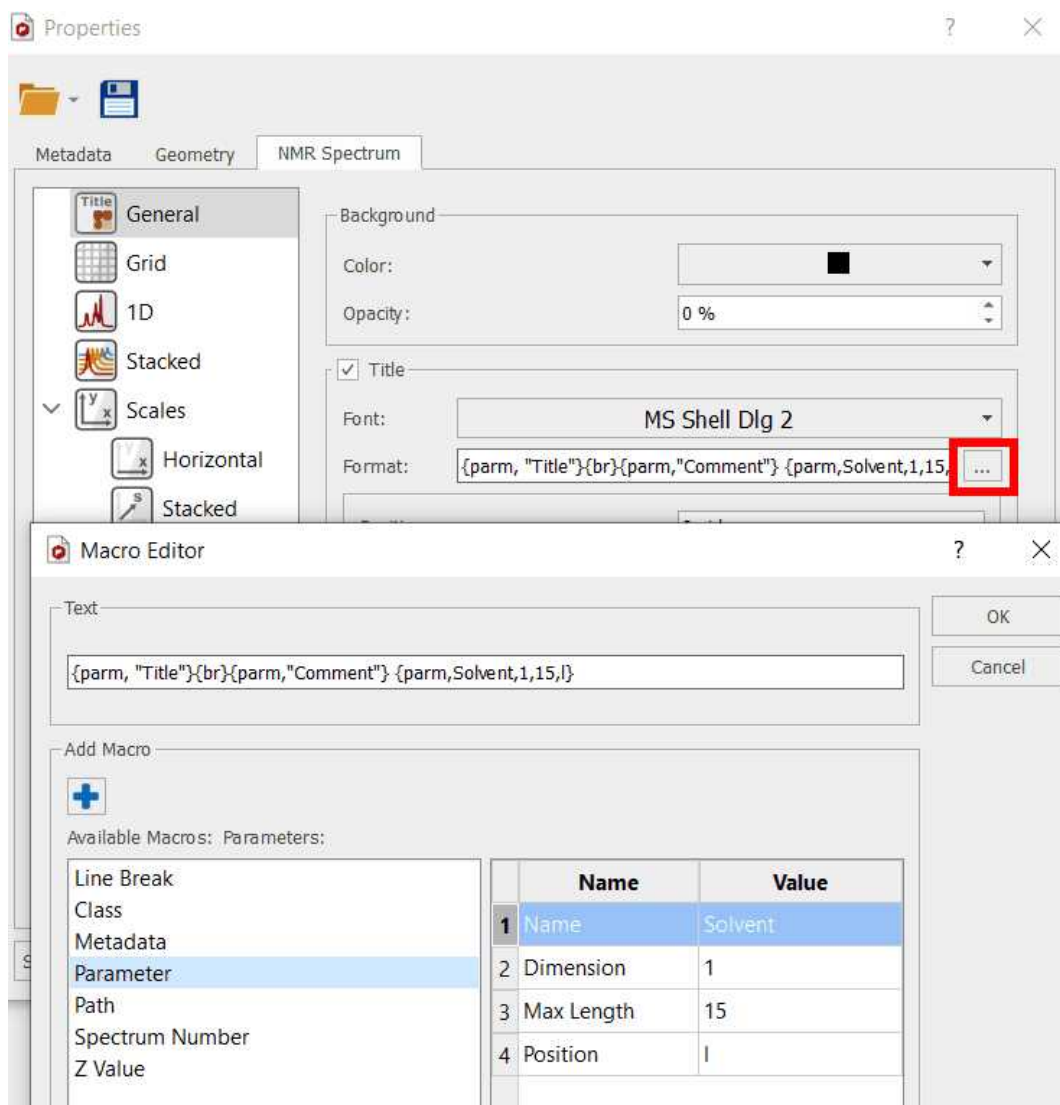 Properties
?
Metadata Geometry NMR Spectrum
Title
General
Grid
1D
Stacked
y x Scales
x Horizontal
s Stacked
Background
Color:
Opacity: 0 %
Title
Font: MS Shell Dlg 2
Format: {parm, "Title"}{br}{parm,"Comment"} {parm,Solvent,1,15, ...
Macro Editor ?
Text
OK
{parm, "Title"}{br}{parm,"Comment"} {parm,Solvent,1,15,l}
Cancel
Add Macro
Available Macros: Parameters:
Line Break
Class
Metadata
Parameter
Path
Spectrum Number
Z Value
Name Value
1 Name Solvent
2 Dimension 1
3 Max Length 15
4 Position l